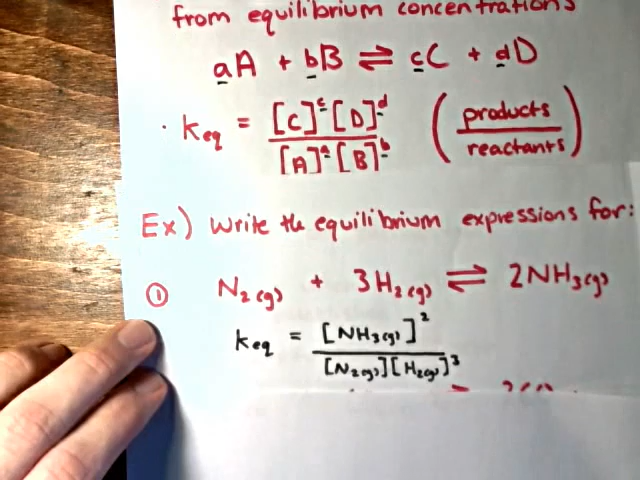 from equilibrium concentrations
aA + bB ⇌ cC + dD
· Keq = [C]^c [D]^d / [A]^a [B]^b (products / reactants)
Ex) Write the equilibrium expressions for:
① N₂(g) + 3H₂(g) ⇌ 2NH₃(g)
Keq = [NH₃(g)]² / [N₂(g)][H₂(g)]³